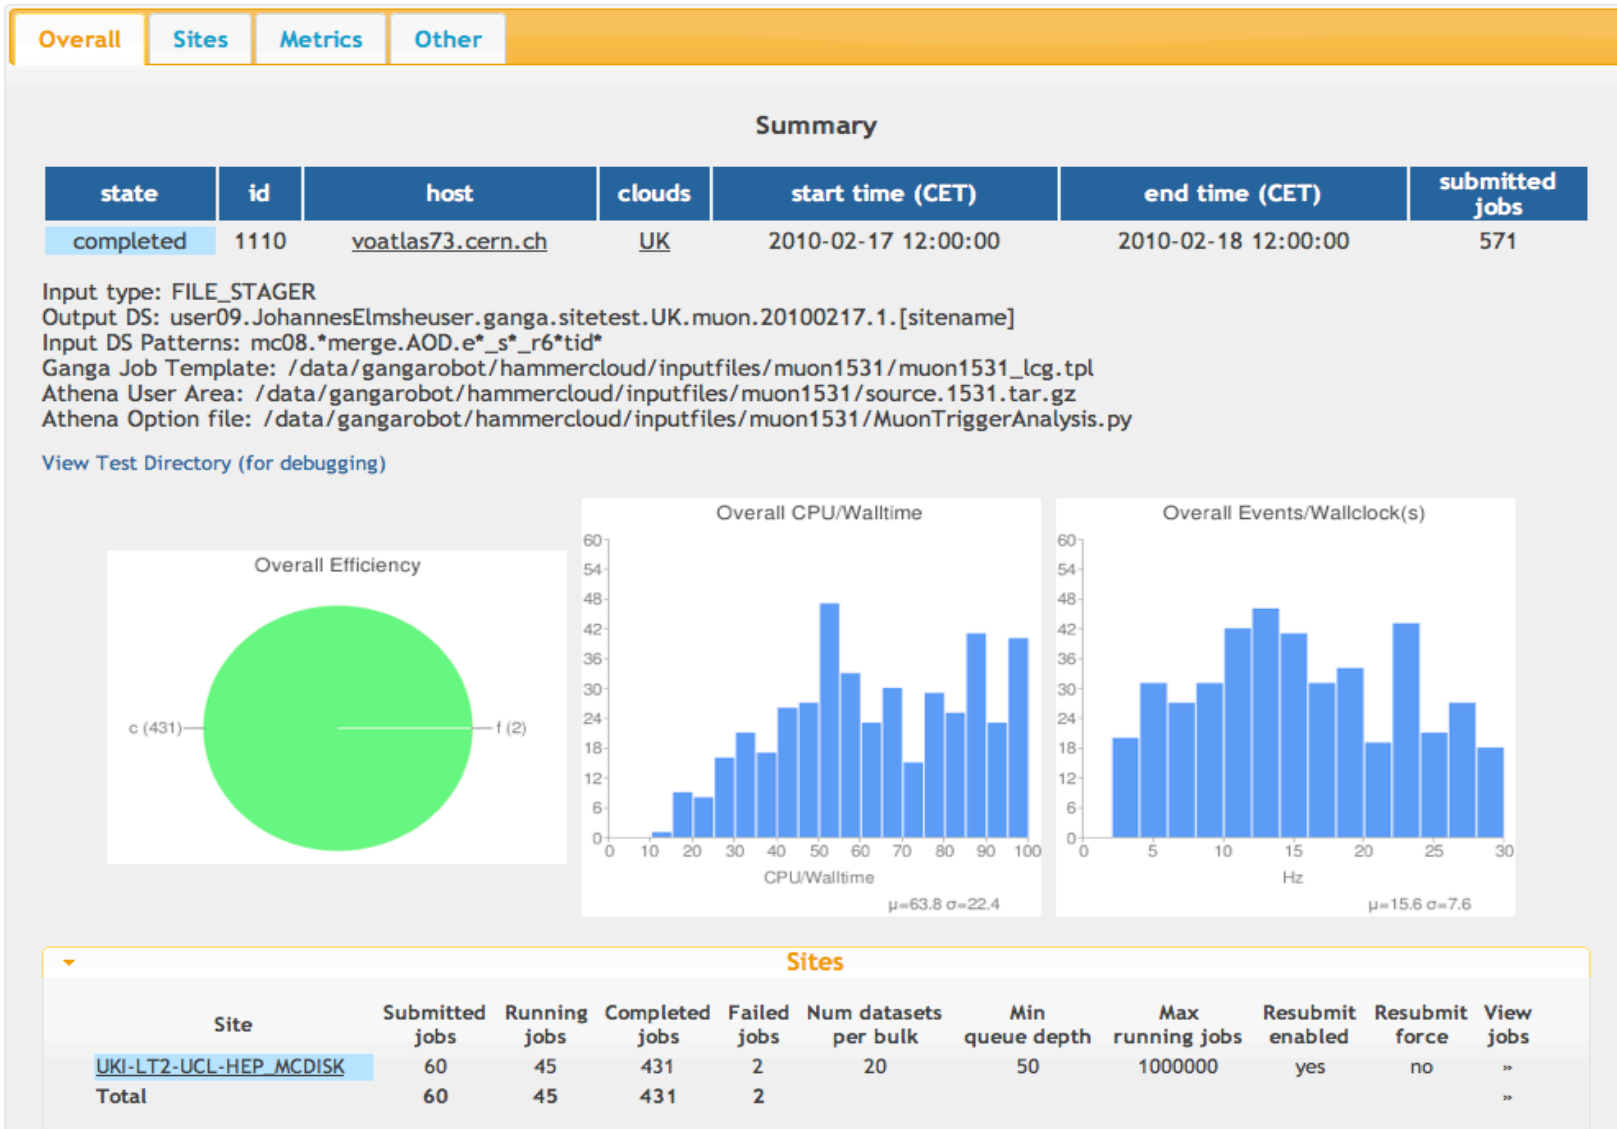 Overall Sites Metrics Other
Summary
state id host clouds start time (CET) end time (CET) submitted jobs
completed 1110 voatlas73.cern.ch UK 2010-02-17 12:00:00 2010-02-18 12:00:00 571
Input type: FILE_STAGER
Output DS: user09.JohannesElmsheuser.ganga.sitetest.UK.muon.20100217.1.[sitename]
Input DS Patterns: mc08.*merge.AOD.e*_s*_r6*tid*
Ganga Job Template: /data/gangarobot/hammercloud/inputfiles/muon1531/muon1531_lcg.tpl
Athena User Area: /data/gangarobot/hammercloud/inputfiles/muon1531/source.1531.tar.gz
Athena Option file: /data/gangarobot/hammercloud/inputfiles/muon1531/MuonTriggerAnalysis.py
View Test Directory (for debugging)
Overall Efficiency
c (431) f (2)
Overall CPU/Walltime
60
54
48
42
36
30
24
18
12
6
0
0 10 20 30 40 50 60 70 80 90 100
CPU/Walltime
μ=63.8 σ=22.4
Overall Events/Wallclock(s)
60
54
48
42
36
30
24
18
12
6
0
0 5 10 15 20 25 30
Hz
μ=15.6 σ=7.6
Sites
Site Submitted jobs Running jobs Completed jobs Failed jobs Num datasets per bulk Min queue depth Max running jobs Resubmit enabled Resubmit force View jobs
UKI-LT2-UCL-HEP_MCDISK 60 45 431 2 20 50 1000000 yes no »
Total 60 45 431 2 »